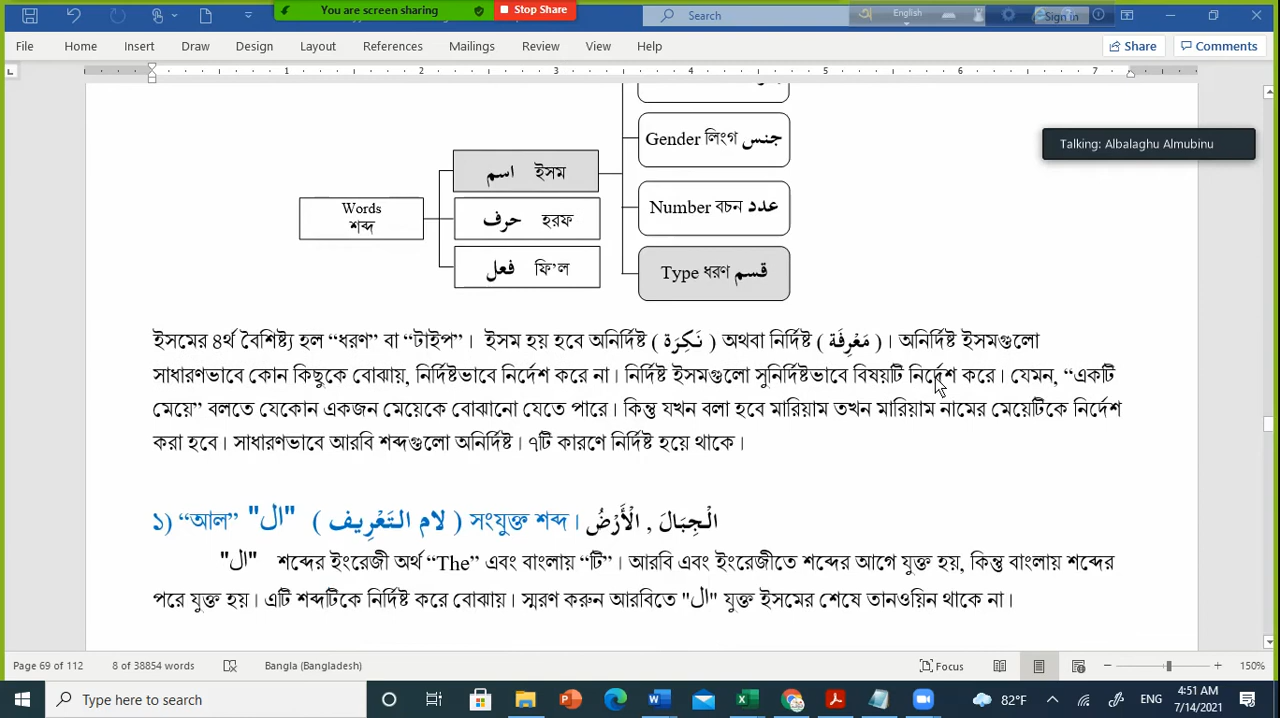 You are screen sharing
Stop Share
Search
English
Sign in
File Home Insert Draw Design Layout References Mailings Review View Help
Share
Comments
1 2 3 4 5 6 7
Talking: Albalaghu Almubinu
Gender লিংগ جنس
اسم ইসম
Words
শব্দ
حرف হরফ
Number বচন عدد
فعل ফি’ল
Type ধরণ قسم
ইসমের ৪র্থ বৈশিষ্ট্য হল “ধরণ” বা “টাইপ”। ইসম হয় হবে অনির্দিষ্ট ( نَكِرَة ) অথবা নির্দিষ্ট ( مَعْرِفَة )। অনির্দিষ্ট ইসমগুলো
সাধারণভাবে কোন কিছুকে বোঝায়, নির্দিষ্টভাবে নির্দেশ করে না। নির্দিষ্ট ইসমগুলো সুনির্দিষ্টভাবে বিষয়টি নির্দেশ করে। যেমন, “একটি
মেয়ে” বলতে যেকোন একজন মেয়েকে বোঝানো যেতে পারে। কিন্তু যখন বলা হবে মারিয়াম তখন মারিয়াম নামের মেয়েটিকে নির্দেশ
করা হবে। সাধারণভাবে আরবি শব্দগুলো অনির্দিষ্ট। ৭টি কারণে নির্দিষ্ট হয়ে থাকে।
১) “আল” "ال" ( لام التَعْرِيف ) সংযুক্ত শব্দ। الْجِبَالَ , الْأَرْضُ
"ال" শব্দের ইংরেজী অর্থ “The” এবং বাংলায় “টি”। আরবি এবং ইংরেজীতে শব্দের আগে যুক্ত হয়, কিন্তু বাংলায় শব্দের
পরে যুক্ত হয়। এটি শব্দটিকে নির্দিষ্ট করে বোঝায়। স্মরণ করুন আরবিতে "ال" যুক্ত ইসমের শেষে তানওয়িন থাকে না।
Page 69 of 112 8 of 38854 words Bangla (Bangladesh) Focus 150%
Type here to search
82°F
ENG
4:51 AM
7/14/2021